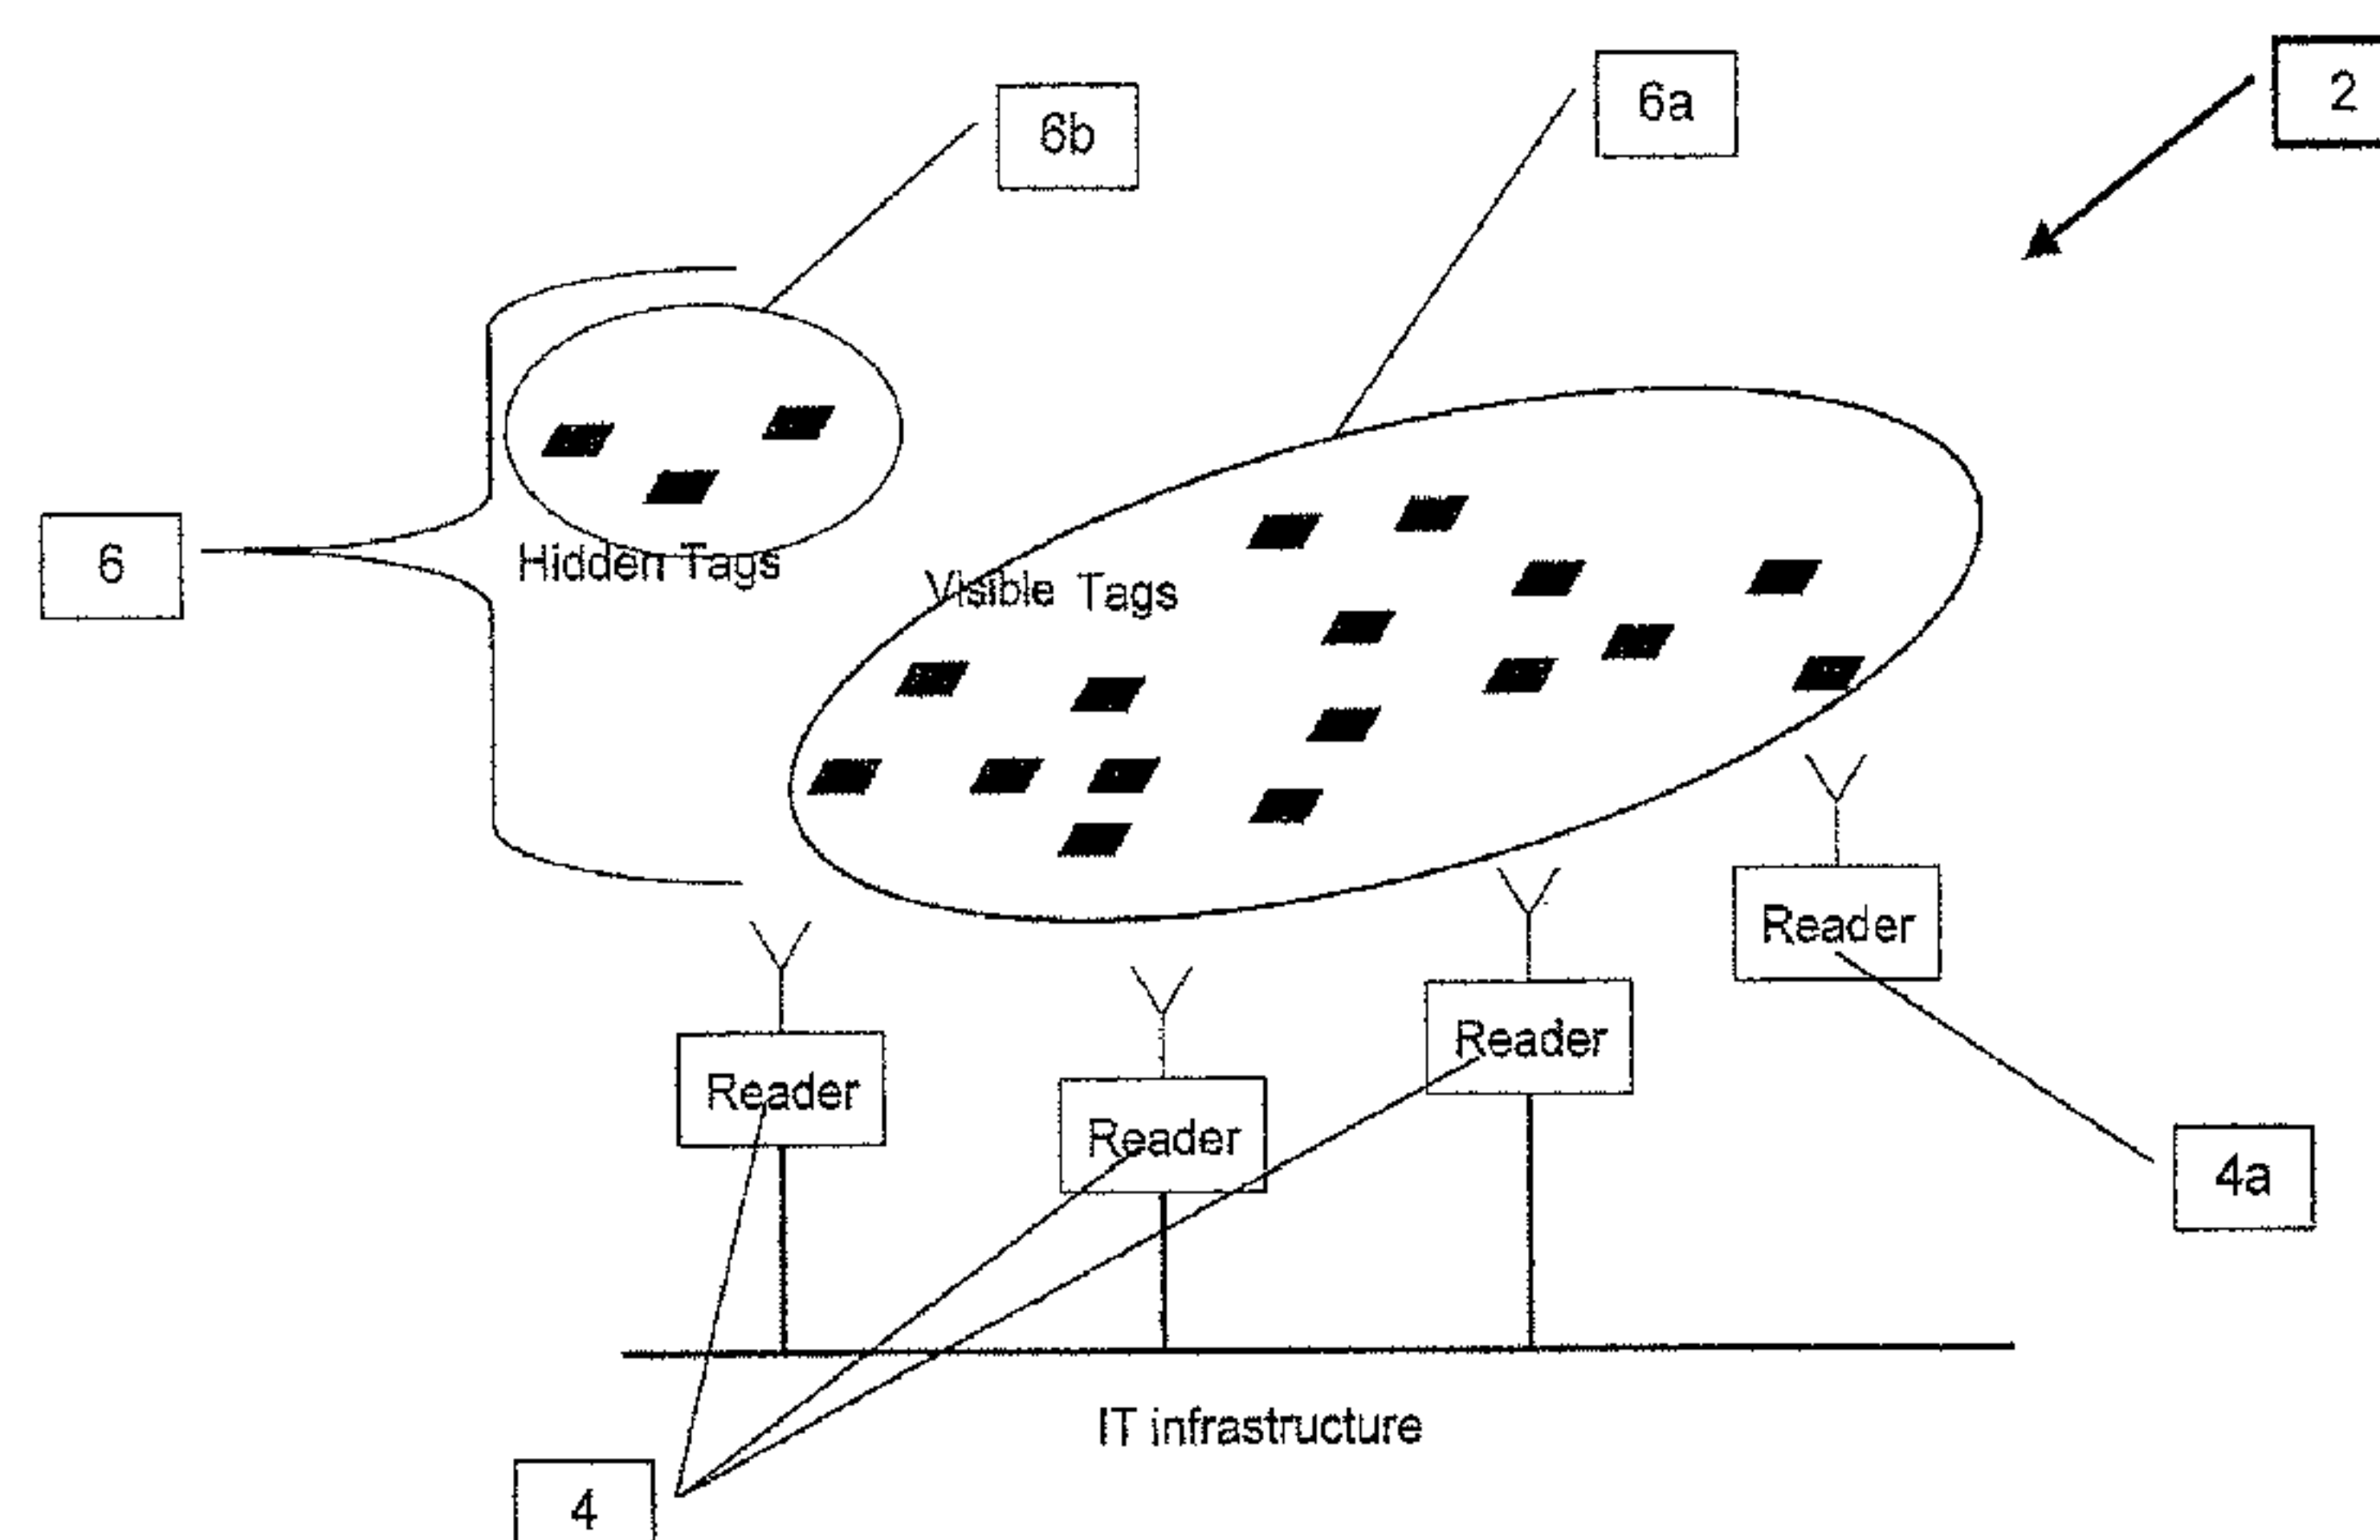 2
6a
6b
6
Hidden Tags
Visible Tags
Reader
Reader
Reader
Reader
4a
IT infrastructure
4